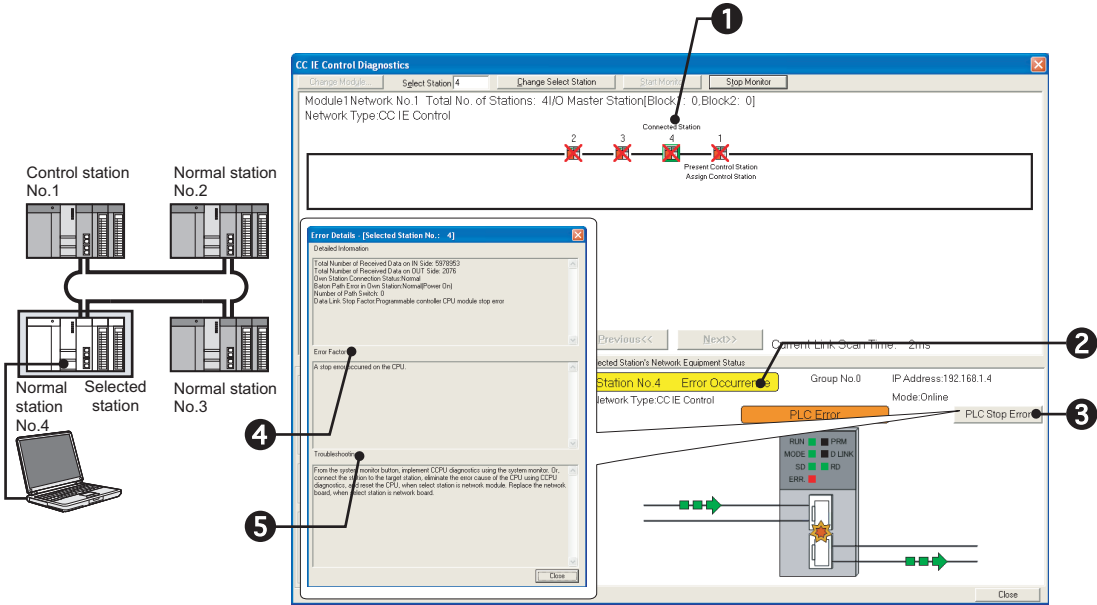 1
CC IE Control Diagnostics
Change Module... Select Station 4 Change Select Station Start Monitor Stop Monitor
Module1 Network No.1 Total No. of Stations: 4 I/O Master Station[Block1: 0,Block2: 0]
Network Type:CC IE Control
Connected Station
2 3 4 1
Present Control Station
Assign Control Station
Control station
No.1
Normal station
No.2
Normal
station
No.4
Selected
station
Normal station
No.3
Error Details - [Selected Station No.: 4]
Detailed Information
Total Number of Received Data on IN Side: 5978953
Total Number of Received Data on OUT Side: 2076
Own Station Connection Status:Normal
Baton Path Error in Own Station:Normal(Power On)
Number of Path Switch: 0
Data Link Stop Factor:Programmable controller CPU module stop error
Error Factor
A stop error occurred on the CPU.
4
Troubleshooting
From the system monitor button, implement CCPU diagnostics using the system monitor. Or,
connect the station to the target station, eliminate the error cause of the CPU using CCPU
diagnostics, and reset the CPU, when select station is network module. Replace the network
board, when select station is network board.
5
Close
Previous<< Next>>
Current Link Scan Time: 2ms
2
ected Station's Network Equipment Status
Station No.4 Error Occurrence
Group No.0
IP Address:192.168.1.4
Network Type:CC IE Control
Mode:Online
PLC Error
PLC Stop Error
3
RUN PRM
MODE D LINK
SD RD
ERR.
Close